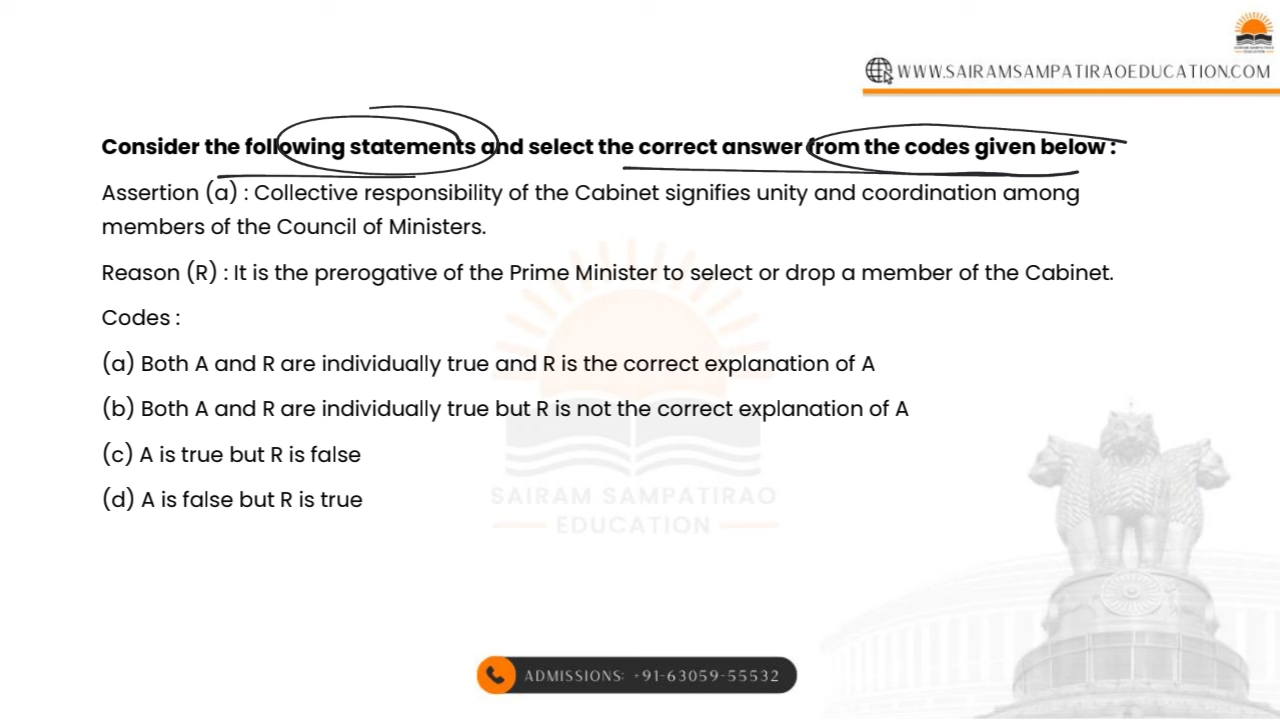 WWW.SAIRAMSAMPATIRAOEDUCATION.COM
Consider the following statements and select the correct answer from the codes given below :
Assertion (a) : Collective responsibility of the Cabinet signifies unity and coordination among
members of the Council of Ministers.
Reason (R) : It is the prerogative of the Prime Minister to select or drop a member of the Cabinet.
Codes :
(a) Both A and R are individually true and R is the correct explanation of A
(b) Both A and R are individually true but R is not the correct explanation of A
(c) A is true but R is false
(d) A is false but R is true
SAIRAM SAMPATIRAO
EDUCATION
ADMISSIONS: +91-63059-55532